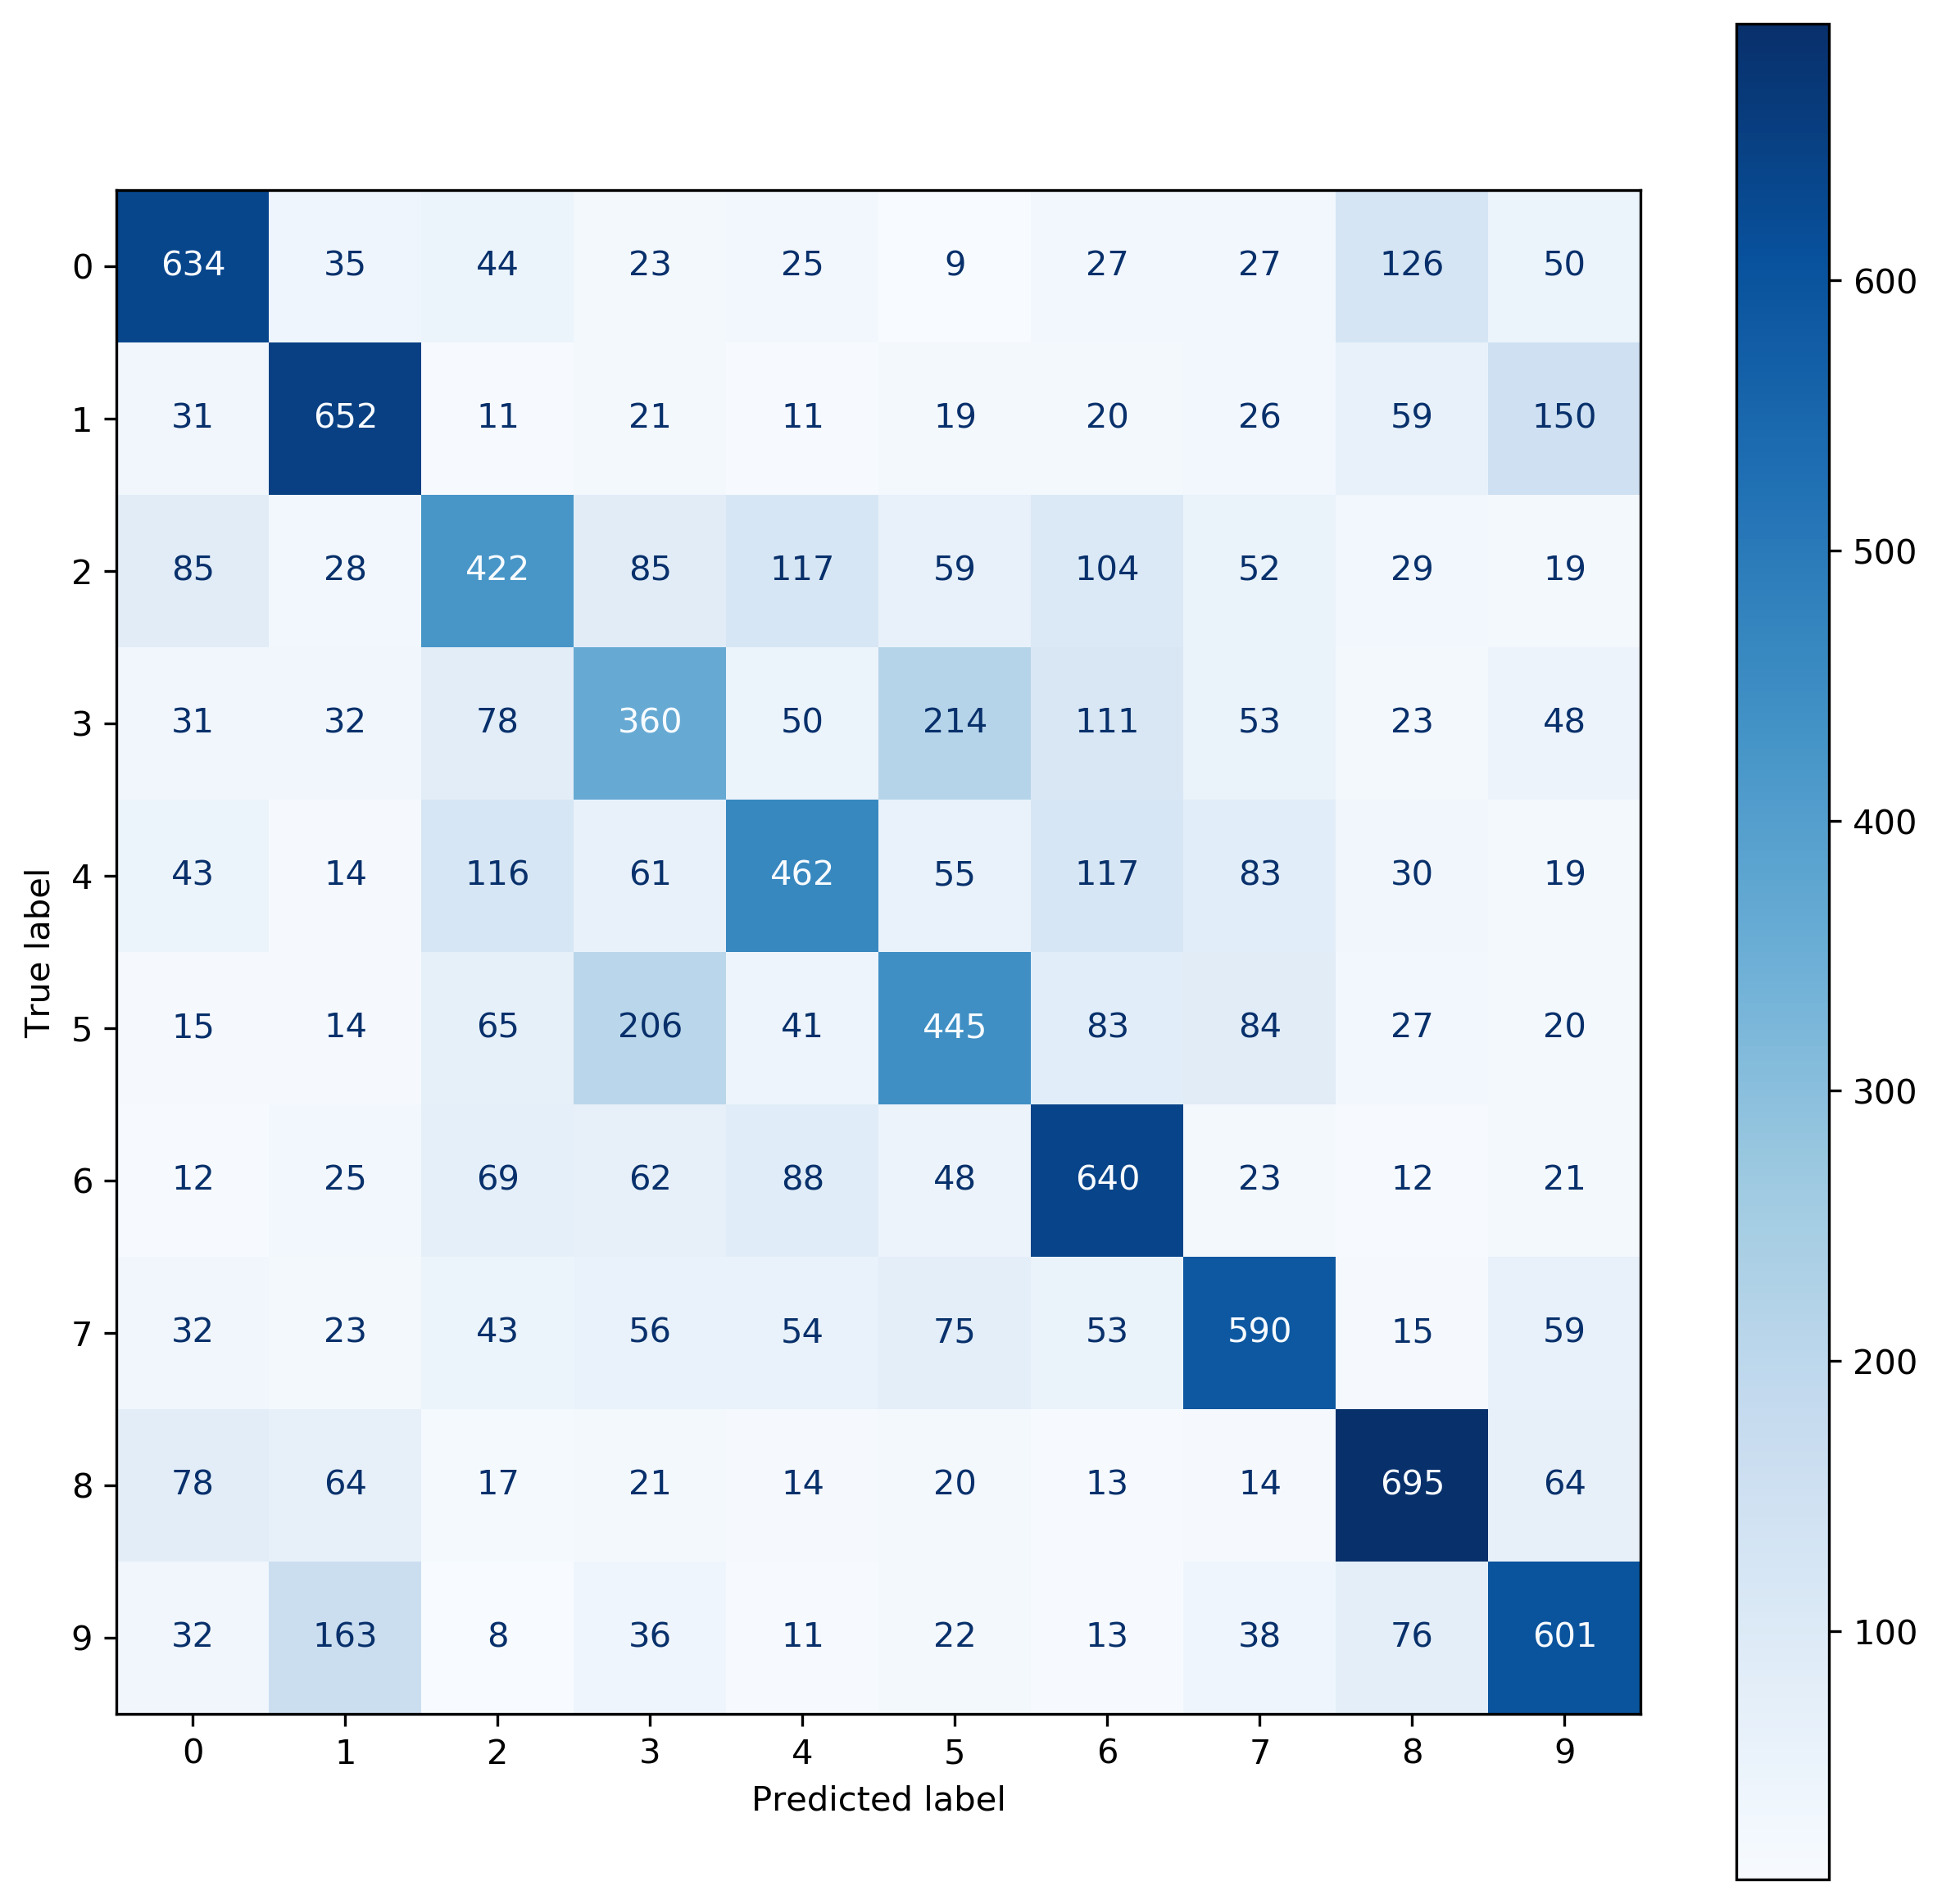 0 634 35 44 23 25 9 27 27 126 50
1 31 652 11 21 11 19 20 26 59 150
2 85 28 422 85 117 59 104 52 29 19
3 31 32 78 360 50 214 111 53 23 48
4 43 14 116 61 462 55 117 83 30 19
5 15 14 65 206 41 445 83 84 27 20
6 12 25 69 62 88 48 640 23 12 21
7 32 23 43 56 54 75 53 590 15 59
8 78 64 17 21 14 20 13 14 695 64
9 32 163 8 36 11 22 13 38 76 601
0 1 2 3 4 5 6 7 8 9
Predicted label
True label
600
500
400
300
200
100